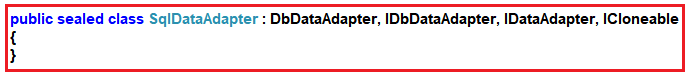 public sealed class SqlDataAdapter : DbDataAdapter, IDbDataAdapter, IDataAdapter, ICloneable
{
}